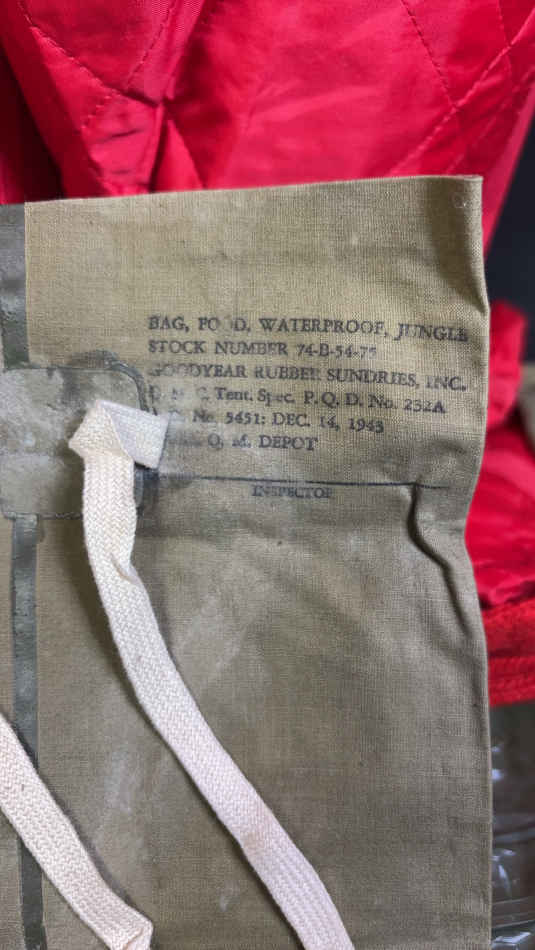 BAG, FOOD, WATERPROOF, JUNGLE
STOCK NUMBER 74-B-54-75
GOODYEAR RUBBER SUNDRIES, INC.
Tent. Spec. P. Q. D. No. 232A
No. 5451: DEC. 14, 1943
Q. M. DEPOT
INSPECTOR